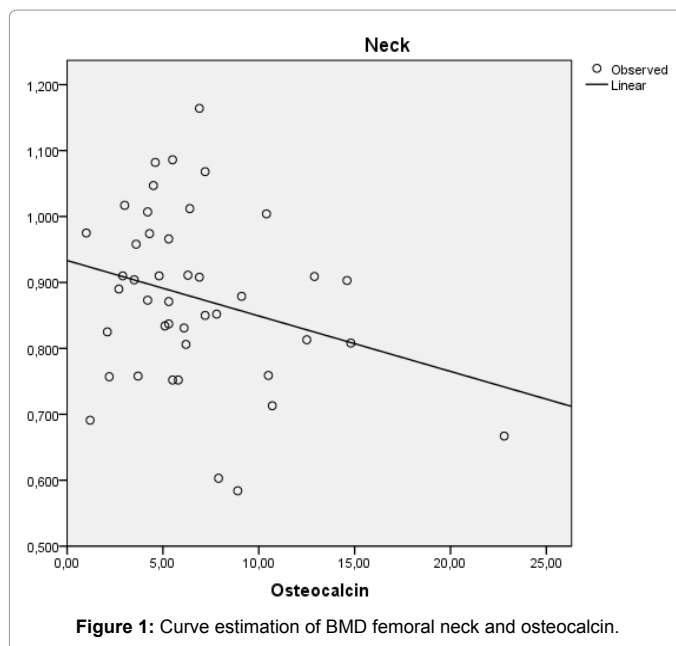 Neck
Observed
Linear
1,200
1,100
1,000
0,900
0,800
0,700
0,600
0,500
0,00 5,00 10,00 15,00 20,00 25,00
Osteocalcin
Figure 1: Curve estimation of BMD femoral neck and osteocalcin.